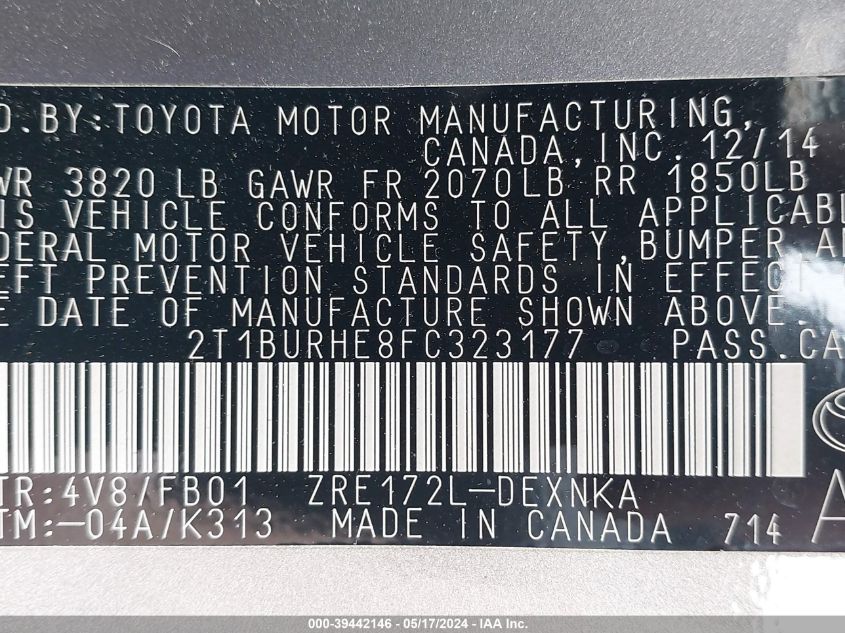 D.BY:TOYOTA MOTOR MANUFACTURING,
CANADA,INC. 12/14
WR 3820 LB GAWR FR 2070LB RR 1850LB
IS VEHICLE CONFORMS TO ALL APPLICABL
DERAL MOTOR VEHICLE SAFETY,BUMPER AN
EFT PREVENTION STANDARDS IN EFFECT
E DATE OF MANUFACTURE SHOWN ABOVE.
2T1BURHE8FC323177 PASS.CA
TR:4V8/FB01 ZRE172L-DEXNKA
TM:-04A/K313 MADE IN CANADA 714
A
000-39442146 - 05/17/2024 - IAA Inc.